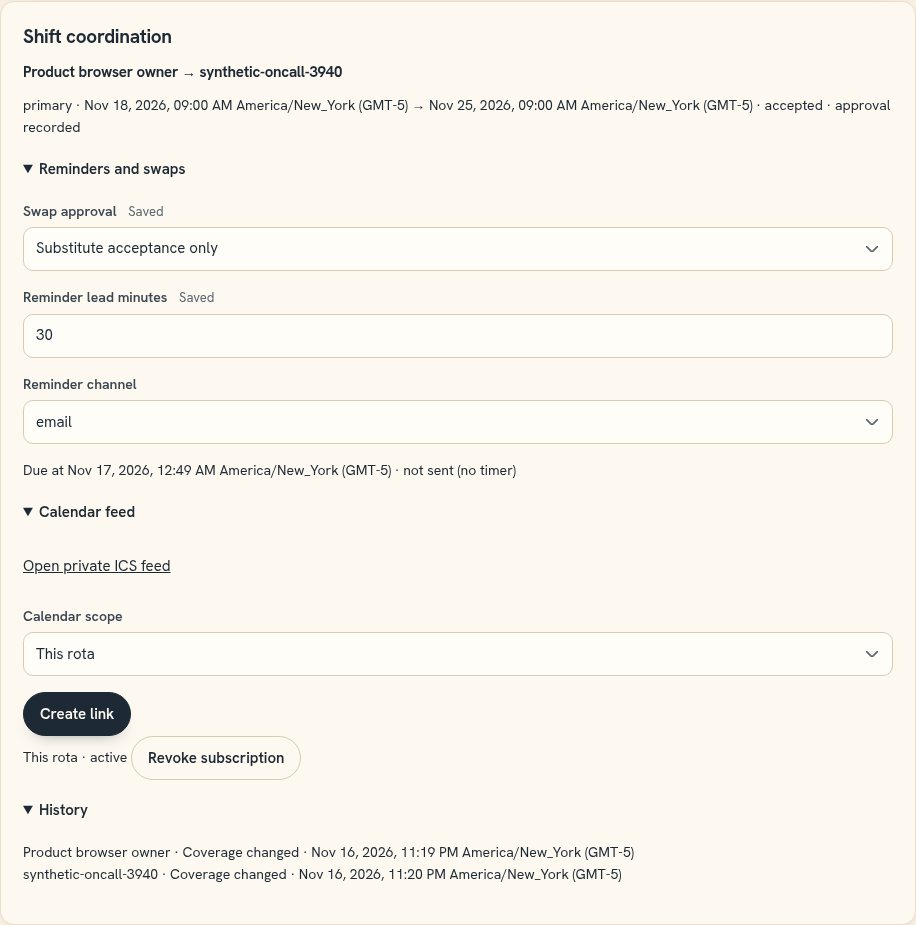 Shift coordination
Product browser owner → synthetic-oncall-3940
primary · Nov 18, 2026, 09:00 AM America/New_York (GMT-5) → Nov 25, 2026, 09:00 AM America/New_York (GMT-5) · accepted · approval
recorded
▼ Reminders and swaps
Swap approval Saved
Substitute acceptance only
Reminder lead minutes Saved
30
Reminder channel
email
Due at Nov 17, 2026, 12:49 AM America/New_York (GMT-5) · not sent (no timer)
▼ Calendar feed
Open private ICS feed
Calendar scope
This rota
Create link
This rota · active Revoke subscription
▼ History
Product browser owner · Coverage changed · Nov 16, 2026, 11:19 PM America/New_York (GMT-5)
synthetic-oncall-3940 · Coverage changed · Nov 16, 2026, 11:20 PM America/New_York (GMT-5)